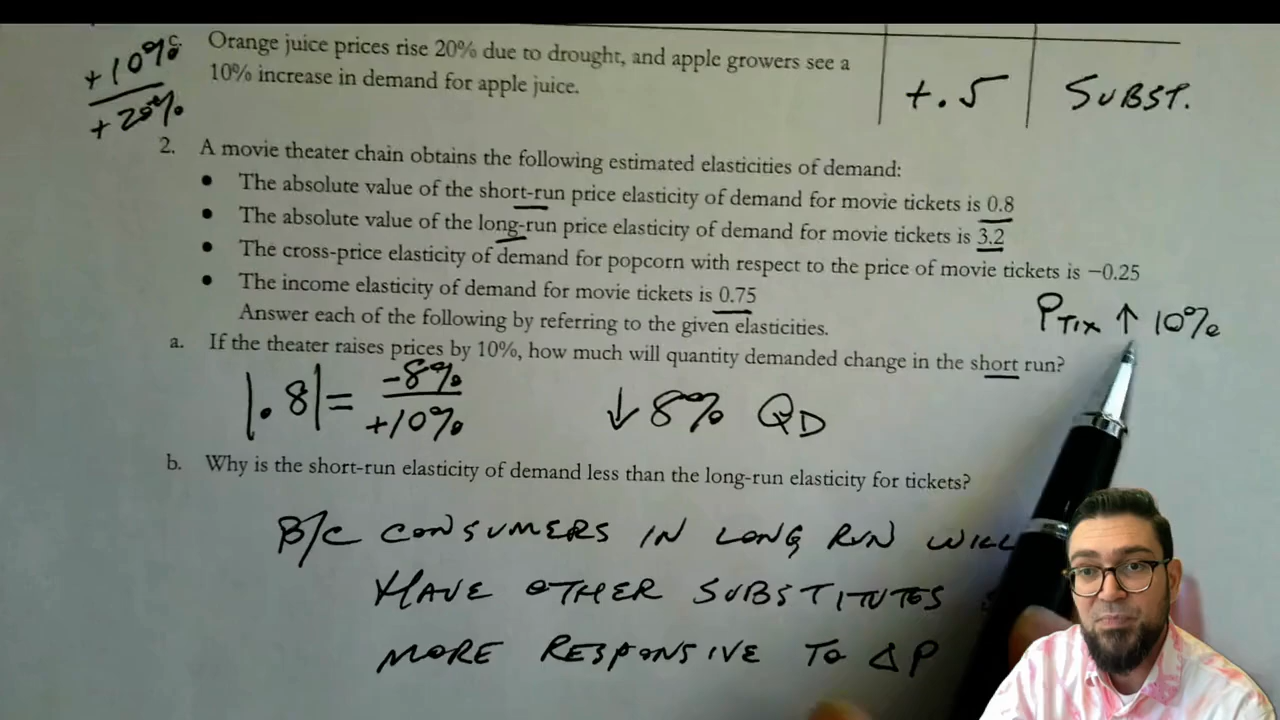 +10%
+20%
c. Orange juice prices rise 20% due to drought, and apple growers see a
10% increase in demand for apple juice.
+.5
SUBST.
2. A movie theater chain obtains the following estimated elasticities of demand:
• The absolute value of the short-run price elasticity of demand for movie tickets is 0.8
• The absolute value of the long-run price elasticity of demand for movie tickets is 3.2
• The cross-price elasticity of demand for popcorn with respect to the price of movie tickets is −0.25
• The income elasticity of demand for movie tickets is 0.75
Answer each of the following by referring to the given elasticities.
PTIX ↑ 10%
a. If the theater raises prices by 10%, how much will quantity demanded change in the short run?
|.8| = -8%
+10%
↓ 8% QD
b. Why is the short-run elasticity of demand less than the long-run elasticity for tickets?
B/C CONSUMERS IN LONG RUN WILL
HAVE OTHER SUBSTITUTES
MORE RESPONSIVE TO ΔP